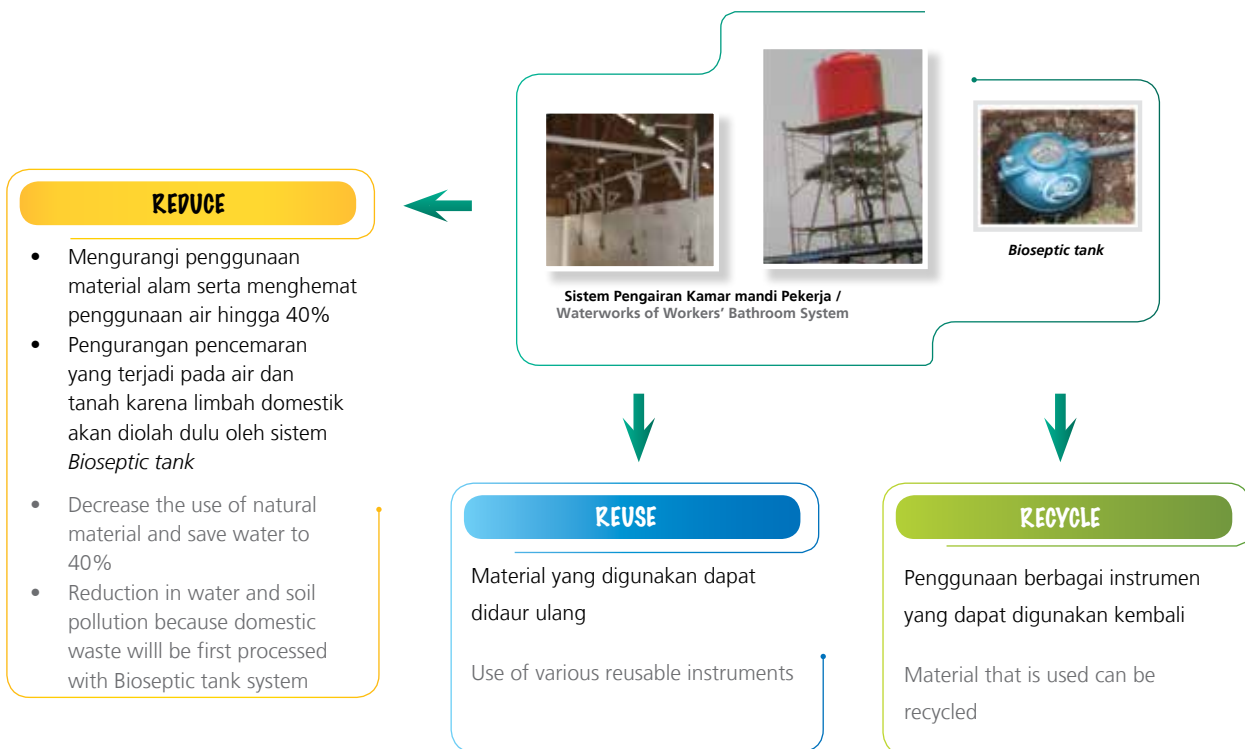 Bioseptic tank
Sistem Pengairan Kamar mandi Pekerja /
Waterworks of Workers' Bathroom System
REDUCE
• Mengurangi penggunaan
material alam serta menghemat
penggunaan air hingga 40%
• Pengurangan pencemaran
yang terjadi pada air dan
tanah karena limbah domestik
akan diolah dulu oleh sistem
Bioseptic tank
• Decrease the use of natural
material and save water to
40%
• Reduction in water and soil
pollution because domestic
waste willl be first processed
with Bioseptic tank system
REUSE
Material yang digunakan dapat
didaur ulang
Use of various reusable instruments
RECYCLE
Penggunaan berbagai instrumen
yang dapat digunakan kembali
Material that is used can be
recycled